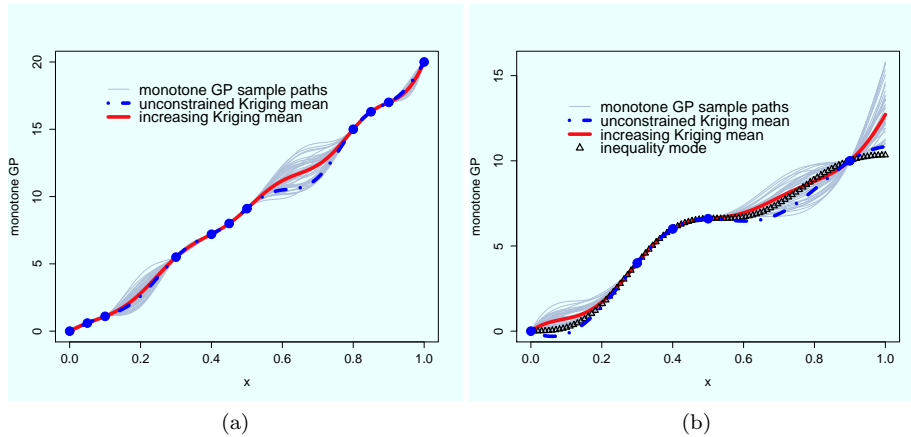 monotone GP sample paths
unconstrained Kriging mean
increasing Kriging mean
monotone GP
20
15
10
5
0
0.0 0.2 0.4 0.6 0.8 1.0
x
(a)
monotone GP sample paths
unconstrained Kriging mean
increasing Kriging mean
inequality mode
monotone GP
15
10
5
0
0.0 0.2 0.4 0.6 0.8 1.0
x
(b)